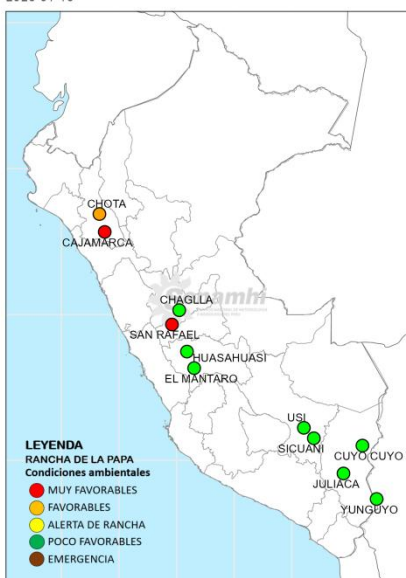 CHOTA
CAJAMARCA
CHAGLLA
Senamhi
SAN RAFAEL
HUASAHUASI
EL MANTARO
USI
SICUANI
CUYO CUYO
JULIACA
YUNGUYO
LEYENDA
RANCHA DE LA PAPA
Condiciones ambientales
MUY FAVORABLES
FAVORABLES
ALERTA DE RANCHA
POCO FAVORABLES
EMERGENCIA